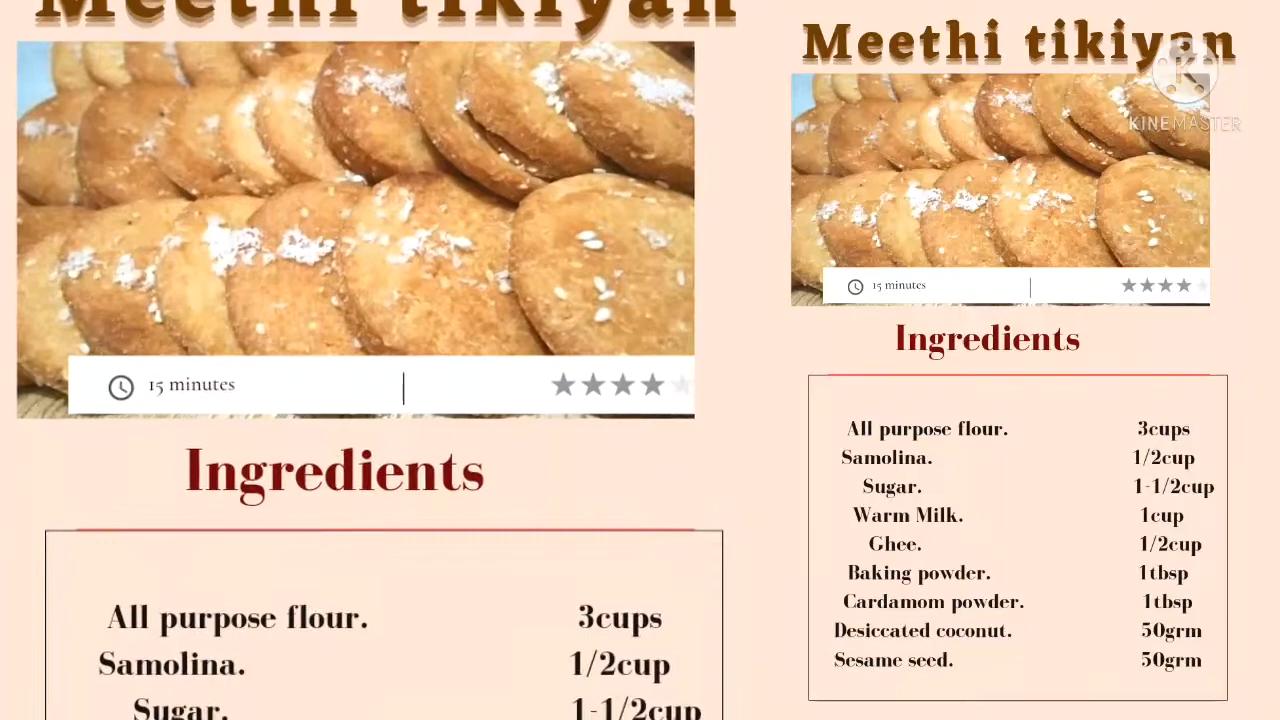 Meethi tikiyan
15 minutes
Ingredients
All purpose flour. 3cups
Samolina. 1/2cup
Sugar. 1-1/2cup
Meethi tikiyan
KINEMASTER
15 minutes
Ingredients
All purpose flour. 3cups
Samolina. 1/2cup
Sugar. 1-1/2cup
Warm Milk. 1cup
Ghee. 1/2cup
Baking powder. 1tbsp
Cardamom powder. 1tbsp
Desiccated coconut. 50grm
Sesame seed. 50grm